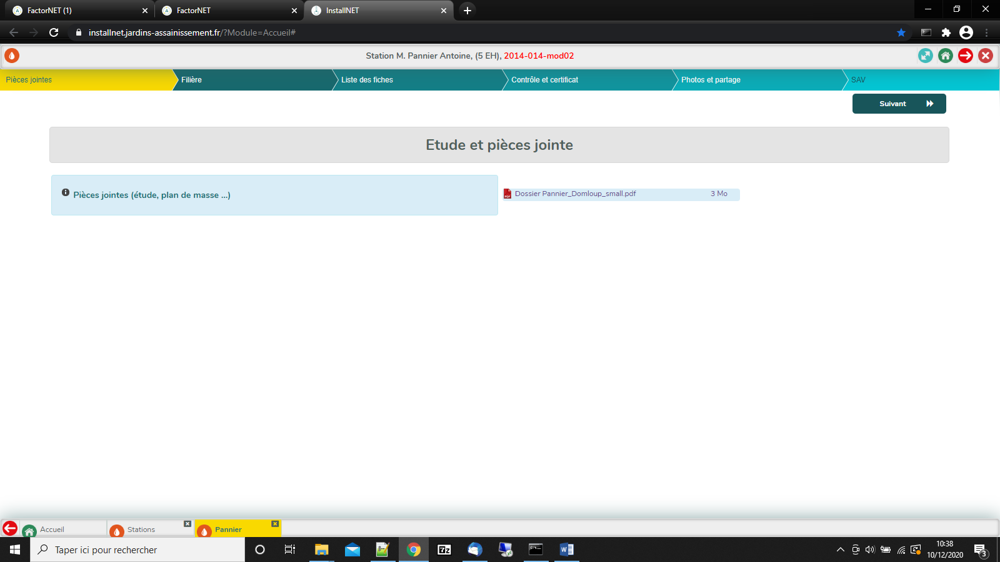 FactorNET (1)
FactorNET
InstallNET
installnet.jardins-assainissement.fr/?Module=Accueil#
Station M. Pannier Antoine, (5 EH), 2014-014-mod02
Pièces jointes
Filière
Liste des fiches
Contrôle et certificat
Photos et partage
SAV
Suivant
Etude et pièces jointe
Pièces jointes (étude, plan de masse ...)
Dossier Pannier_Domloup_small.pdf
3 Mo
Accueil
Stations
Pannier
Taper ici pour rechercher
10:38
10/12/2020
3